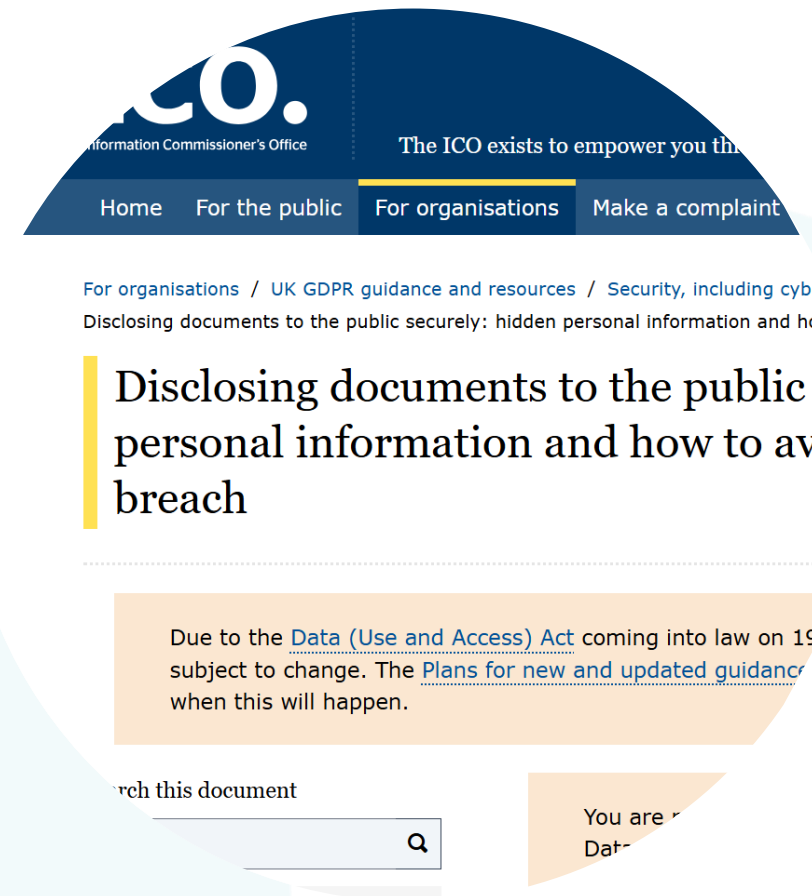 ico.
Information Commissioner's Office
The ICO exists to empower you
Home For the public For organisations Make a complaint
For organisations / UK GDPR guidance and resources / Security, including
Disclosing documents to the public securely: hidden personal information and
Disclosing documents to the public
personal information and how to
breach
Due to the Data (Use and Access) Act coming into law on 19
subject to change. The Plans for new and updated guidance
when this will happen.
this document
You are